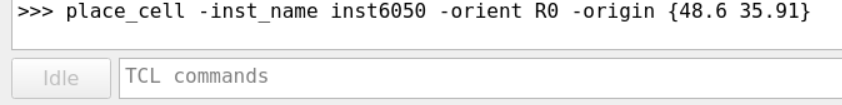 >>> place_cell -inst_name inst6050 -orient R0 -origin {48.6 35.91}
Idle
TCL commands